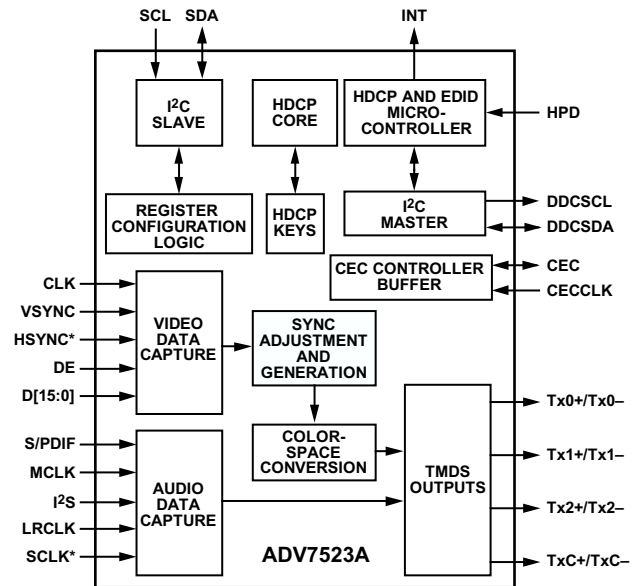 SCL SDA INT
I²C
SLAVE
HDCP
CORE
HDCP AND EDID
MICRO-
CONTROLLER
HPD
REGISTER
CONFIGURATION
LOGIC
HDCP
KEYS
I²C
MASTER
DDCSCL
DDCSDA
CEC CONTROLLER
BUFFER
CEC
CECCLK
CLK
VSYNC
HSYNC*
DE
D[15:0]
VIDEO
DATA
CAPTURE
SYNC
ADJUSTMENT
AND
GENERATION
COLOR-
SPACE
CONVERSION
TMDS
OUTPUTS
Tx0+/Tx0–
Tx1+/Tx1–
Tx2+/Tx2–
TxC+/TxC–
S/PDIF
MCLK
I²S
LRCLK
SCLK*
AUDIO
DATA
CAPTURE
ADV7523A